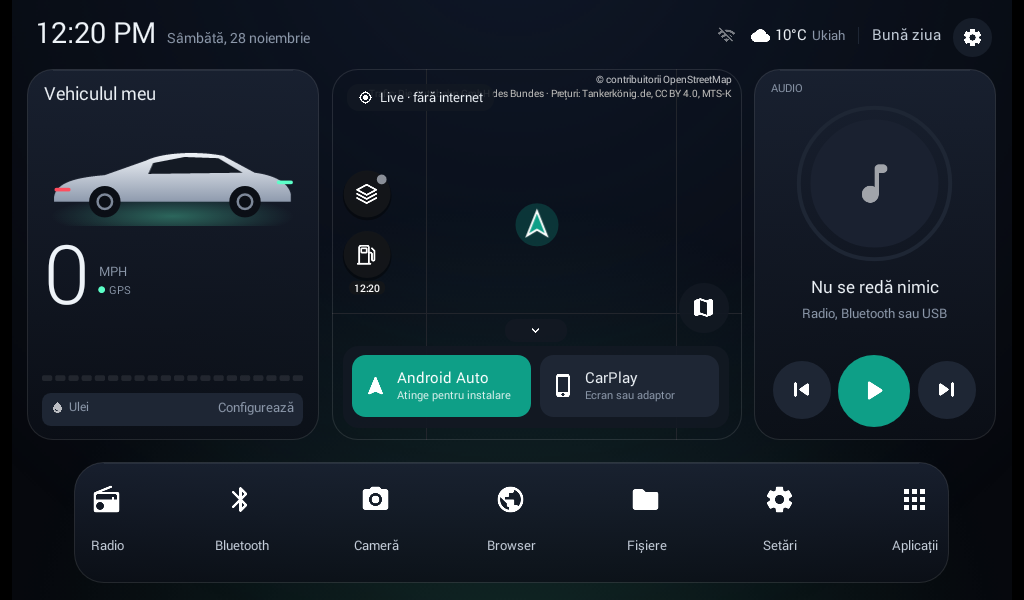 12:20 PM
Sâmbătă, 28 noiembrie
10°C Ukiah
Bună ziua
Vehiculul meu
0
MPH
GPS
Ulei
Configurează
© contribuitorii OpenStreetMap
des Bundes · Prețuri: Tankerkönig.de, CC BY 4.0, MTS-K
Live · fără internet
12:20
Android Auto
Atinge pentru instalare
CarPlay
Ecran sau adaptor
AUDIO
Nu se redă nimic
Radio, Bluetooth sau USB
Radio
Bluetooth
Cameră
Browser
Fișiere
Setări
Aplicații